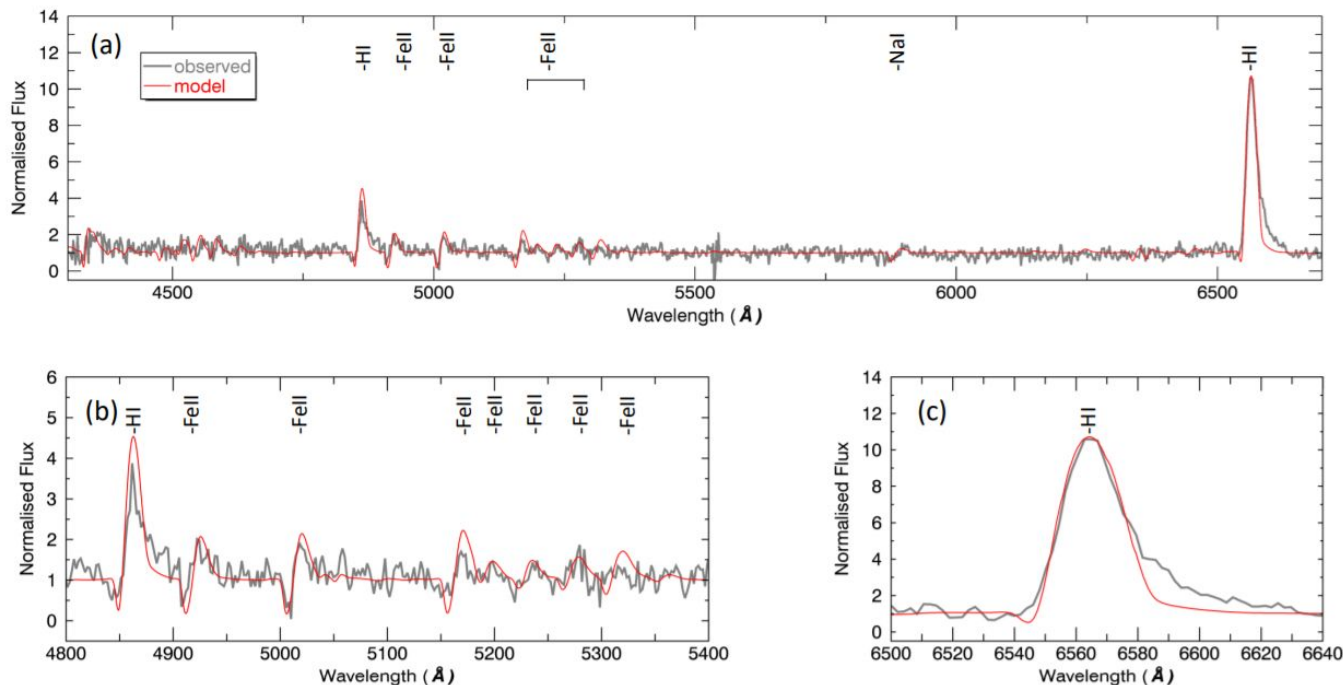 (a)
observed
model
-HI
-FeII
-FeII
-FeII
-NaI
-HI
14
12
10
8
6
4
2
0
Normalised Flux
4500
5000
5500
6000
6500
Wavelength (Å)
(b)
-HI
-FeII
-FeII
-FeII
-FeII
-FeII
-FeII
-FeII
6
5
4
3
2
1
0
Normalised Flux
4800
4900
5000
5100
5200
5300
5400
Wavelength (Å)
(c)
-HI
14
12
10
8
6
4
2
0
Normalised Flux
6500
6520
6540
6560
6580
6600
6620
6640
Wavelength (Å)